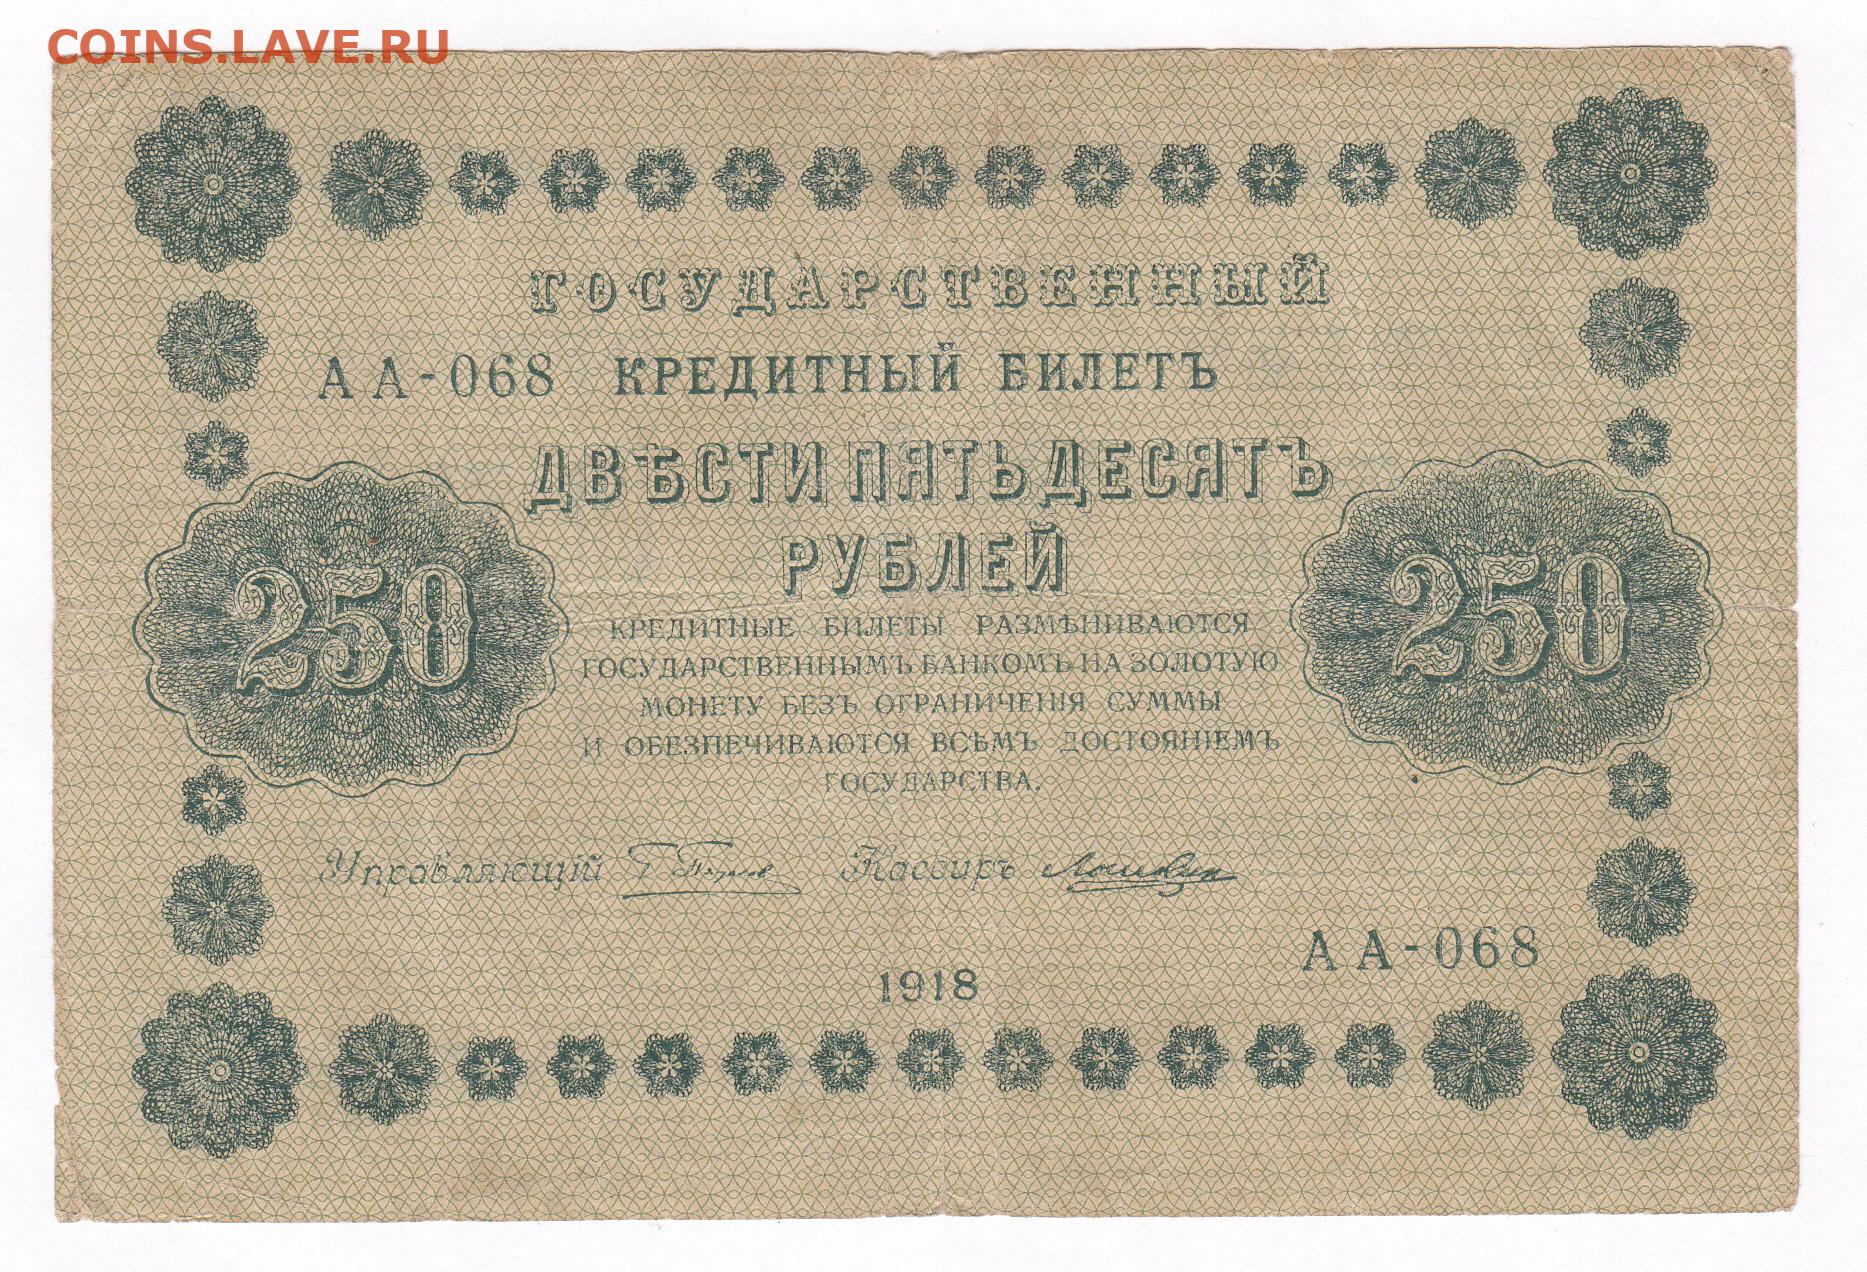 COINS.LAVE.RU
ГОСУДАРСТВЕННЫЙ
АА-068 КРЕДИТНЫЙ БИЛЕТЪ
ДВѢСТИ ПЯТЬДЕСЯТЪ
РУБЛЕЙ
250
250
КРЕДИТНЫЕ БИЛЕТЫ РАЗМѢНИВАЮТСЯ
ГОСУДАРСТВЕННЫМЪ БАНКОМЪ НА ЗОЛОТУЮ
МОНЕТУ БЕЗЪ ОГРАНИЧЕНІЯ СУММЫ
И ОБЕЗПЕЧИВАЮТСЯ ВСѢМЪ ДОСТОЯНІЕМЪ
ГОСУДАРСТВА.
Управляющій Кассиръ
АА-068
1918